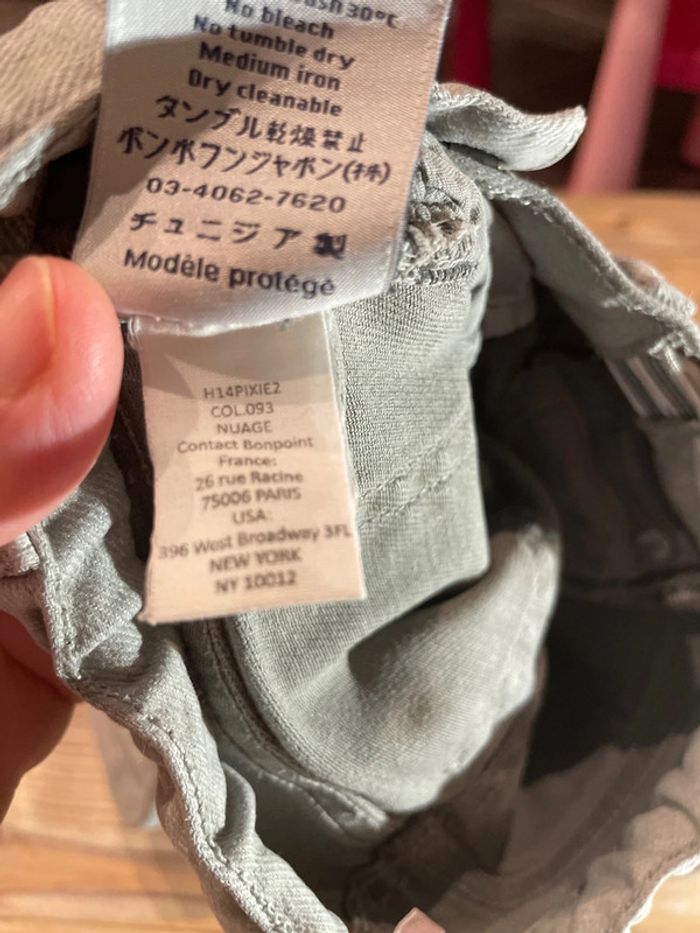 wash 30°C
No bleach
No tumble dry
Medium iron
Dry cleanable
タンブル乾燥禁止
ボンボワンジャポン(株)
03-4062-7620
チュニジア製
Modèle protégé
H14PIXIE2
COL.093
NUAGE
Contact Bonpoint
France:
26 rue Racine
75006 PARIS
USA:
396 West Broadway 3FL
NEW YORK
NY 10012